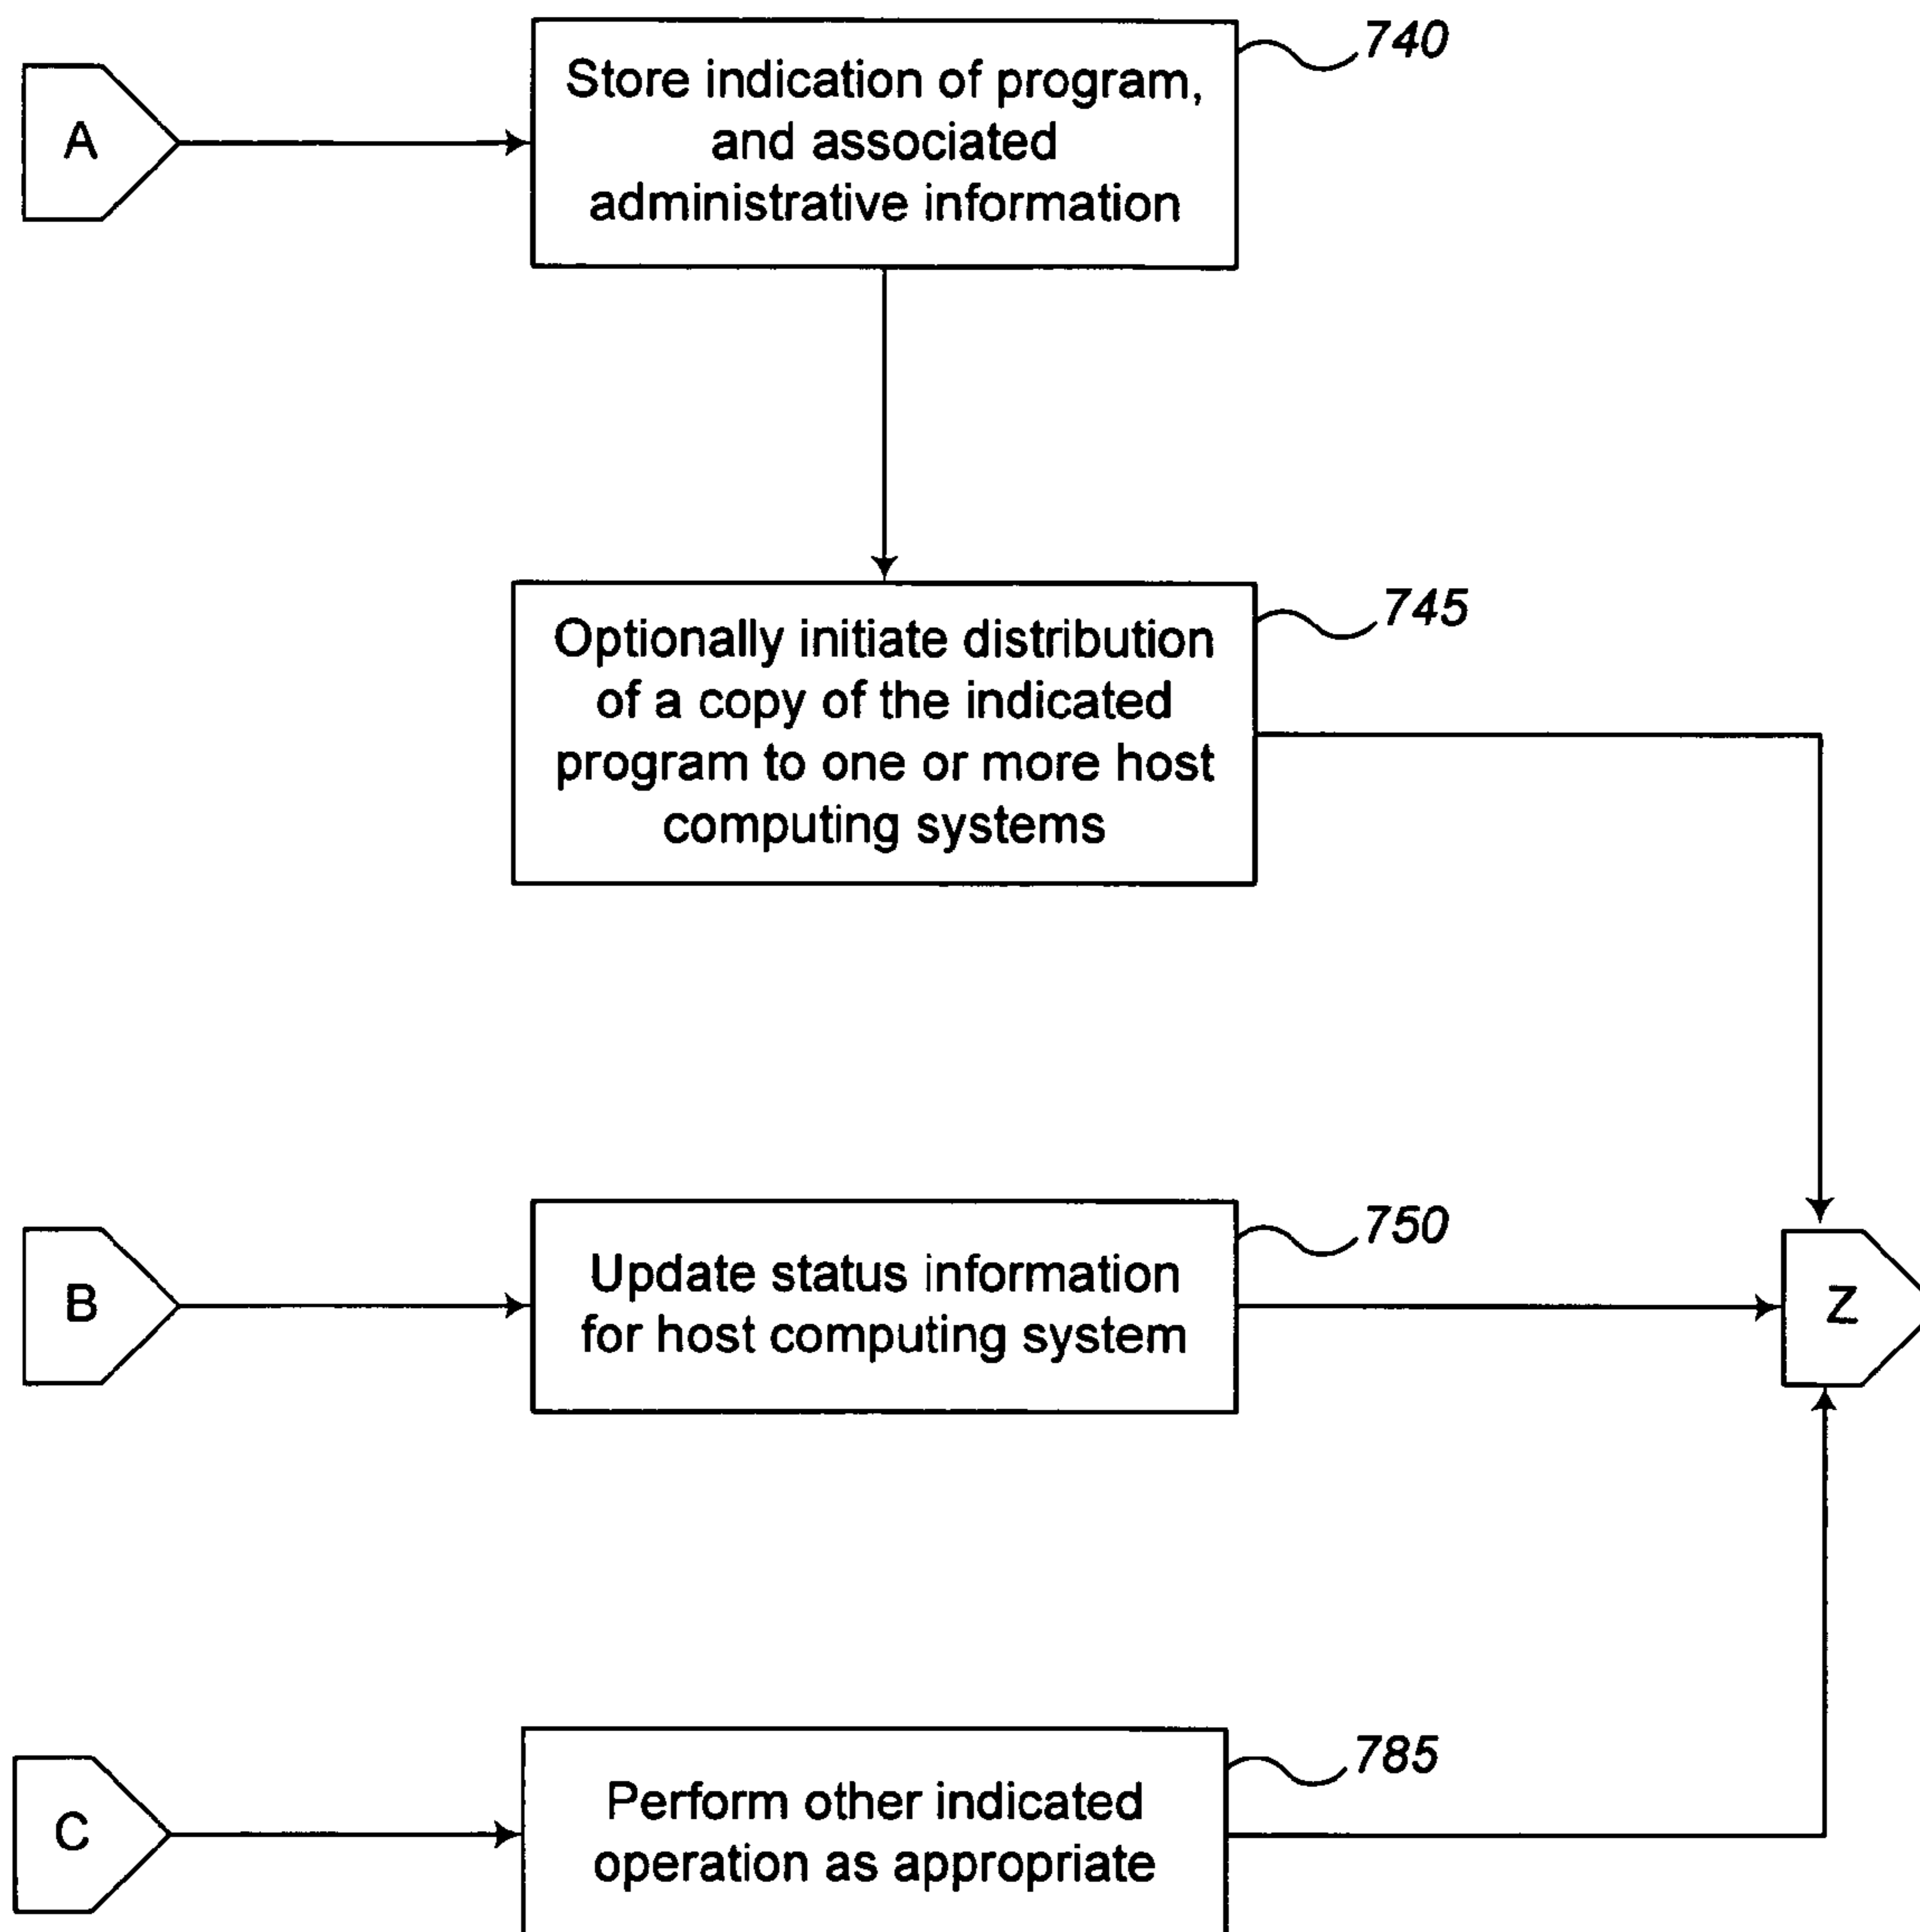 740
A
Store indication of program,
and associated
administrative information
745
Optionally initiate distribution
of a copy of the indicated
program to one or more host
computing systems
750
B
Update status information
for host computing system
Z
785
C
Perform other indicated
operation as appropriate